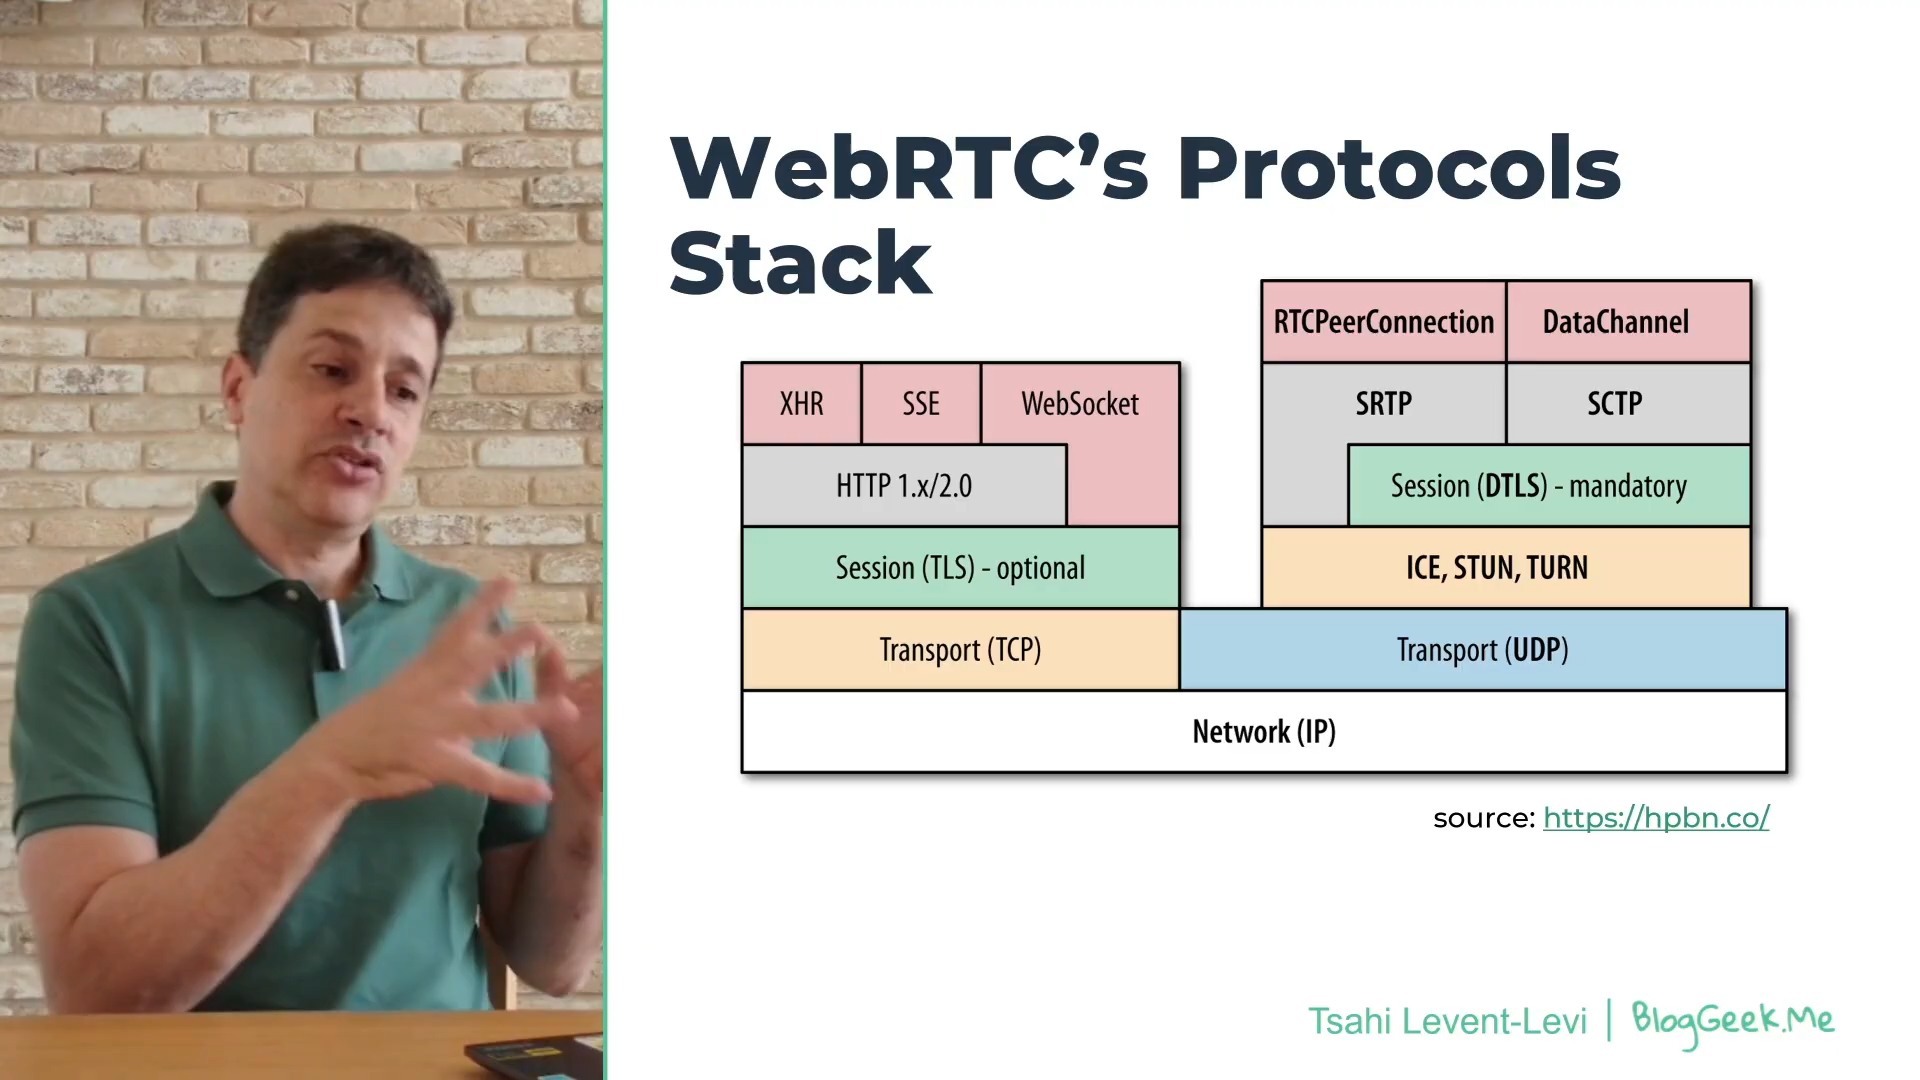 WebRTC’s Protocols
Stack
RTCPeerConnection DataChannel
XHR SSE WebSocket SRTP SCTP
HTTP 1.x/2.0 Session (DTLS) - mandatory
Session (TLS) - optional ICE, STUN, TURN
Transport (TCP) Transport (UDP)
Network (IP)
source: https://hpbn.co/
Tsahi Levent-Levi | BlogGeek.Me